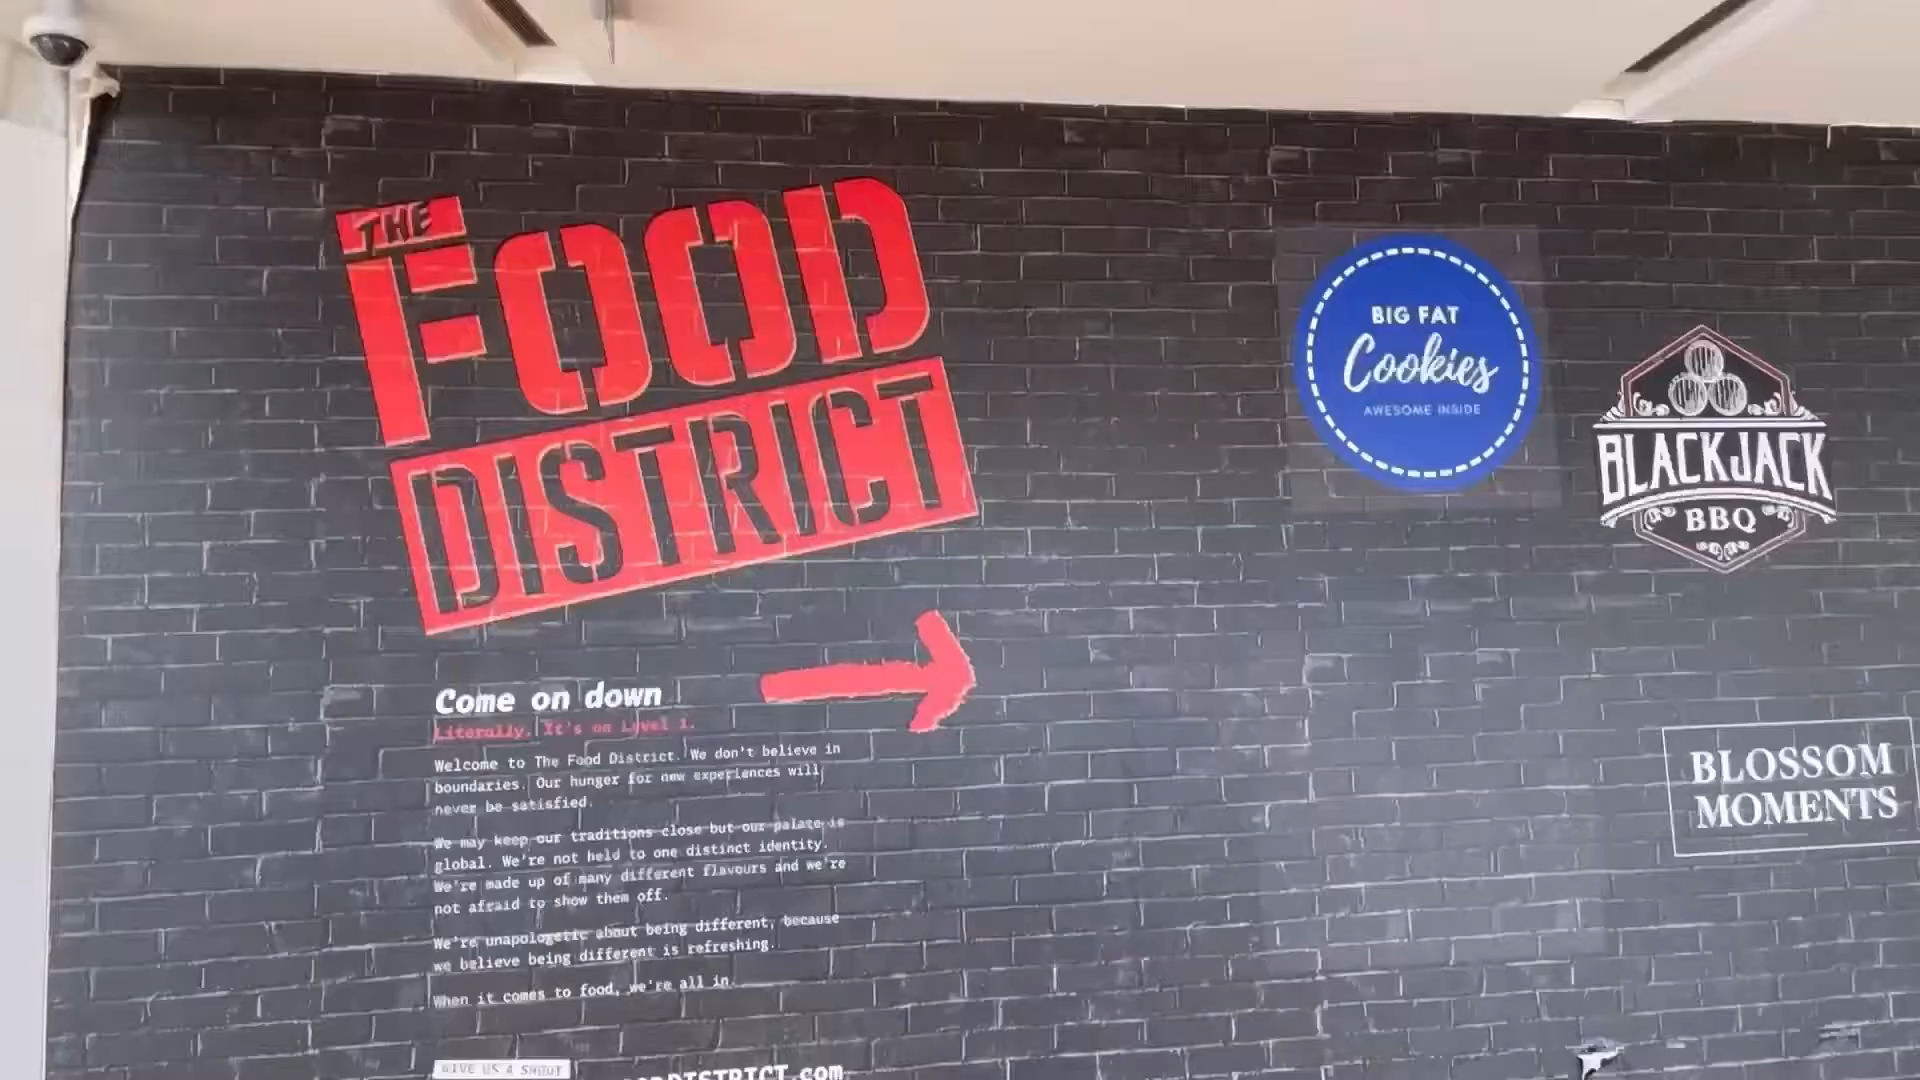 THE
FOOD
DISTRICT
Come on down
Literally. It's on Level 1.
Welcome to The Food District. We don't believe in
boundaries. Our hunger for new experiences will
never be satisfied.
We may keep our traditions close but our palate is
global. We're not held to one distinct identity.
We're made up of many different flavours and we're
not afraid to show them off.
We're unapologetic about being different, because
we believe being different is refreshing.
When it comes to food, we're all in.
GIVE US A SHOUT
DISTRICT.com
BIG FAT
Cookies
AWESOME INSIDE
BLACKJACK
BBQ
BLOSSOM
MOMENTS